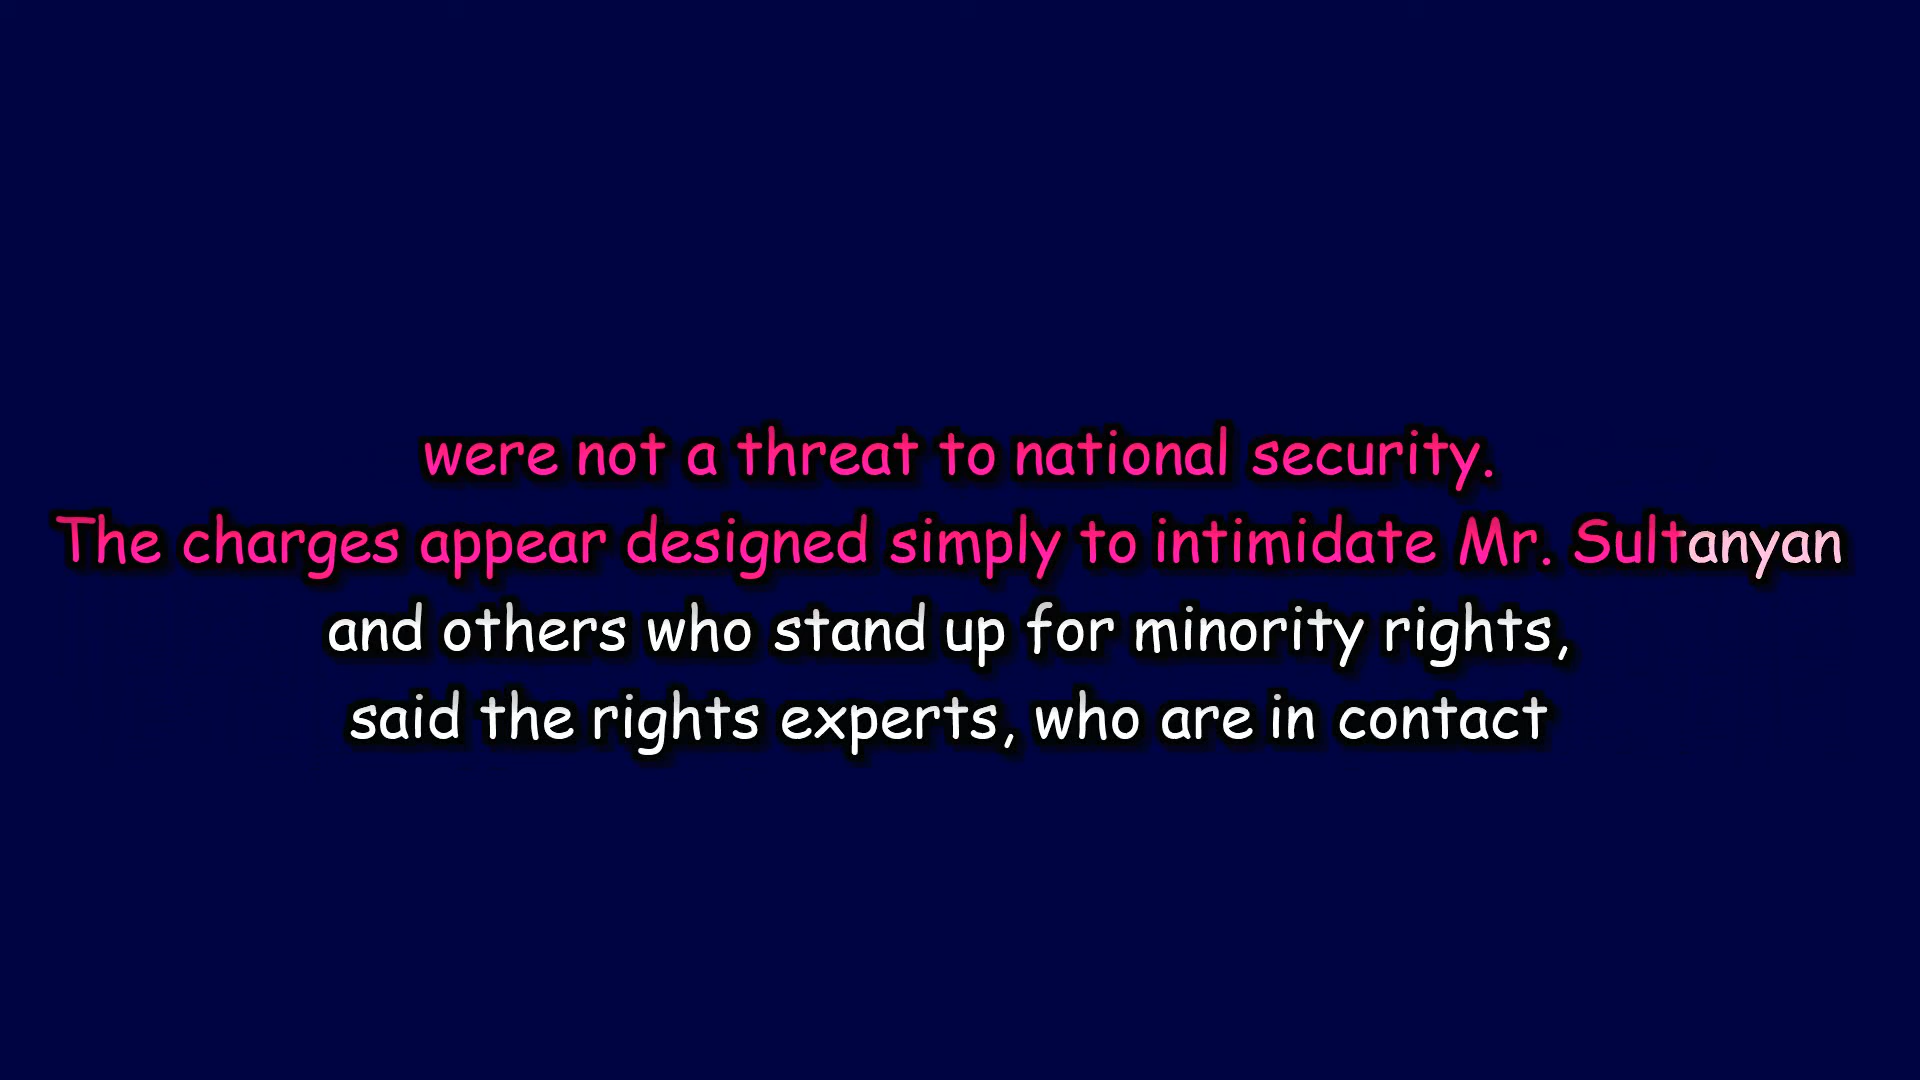 were not a threat to national security.
The charges appear designed simply to intimidate Mr. Sultanyan
and others who stand up for minority rights,
said the rights experts, who are in contact